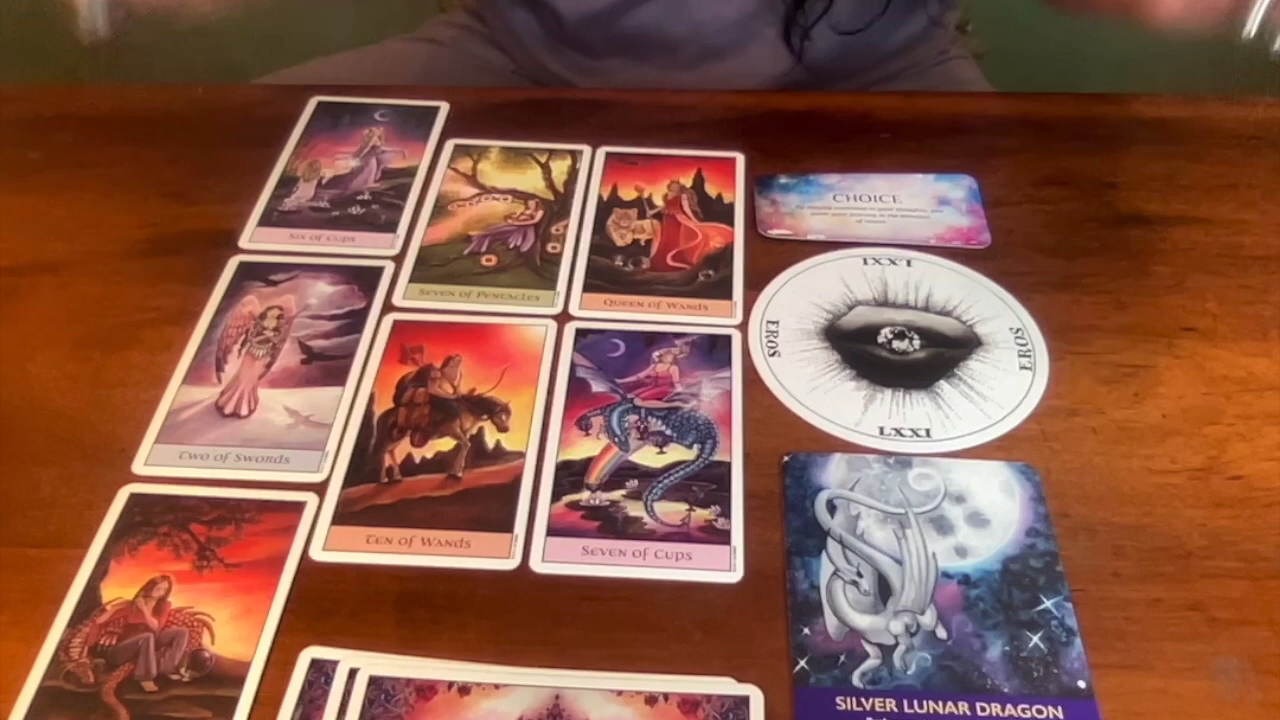 SIX OF CUPS
SEVEN OF PENTACLES
QUEEN OF WANDS
CHOICE
LXXI
EROS
EROS
LXXI
TWO OF SWORDS
TEN OF WANDS
SEVEN OF CUPS
SILVER LUNAR DRAGON